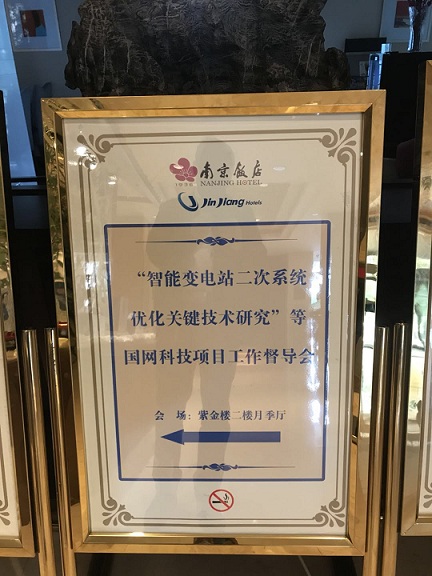 南京饭店
NANJING HOTEL
JinJiang Hotels
“智能变电站二次系统
优化关键技术研究”等
国网科技项目工作督导会
会 场：紫金楼二楼月季厅